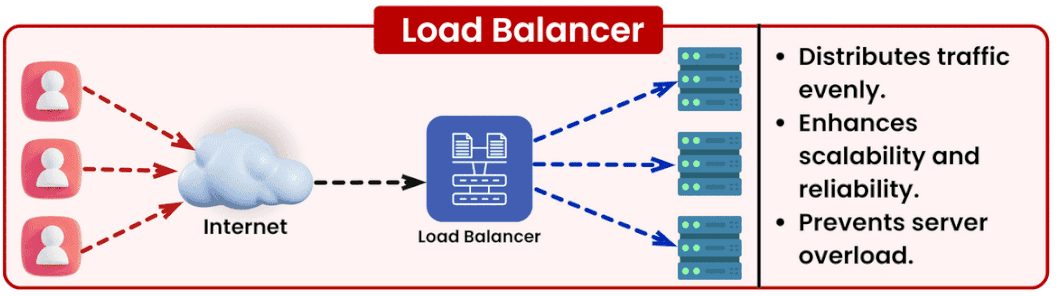 Load Balancer
Internet
Load Balancer
• Distributes traffic
evenly.
• Enhances
scalability and
reliability.
• Prevents server
overload.